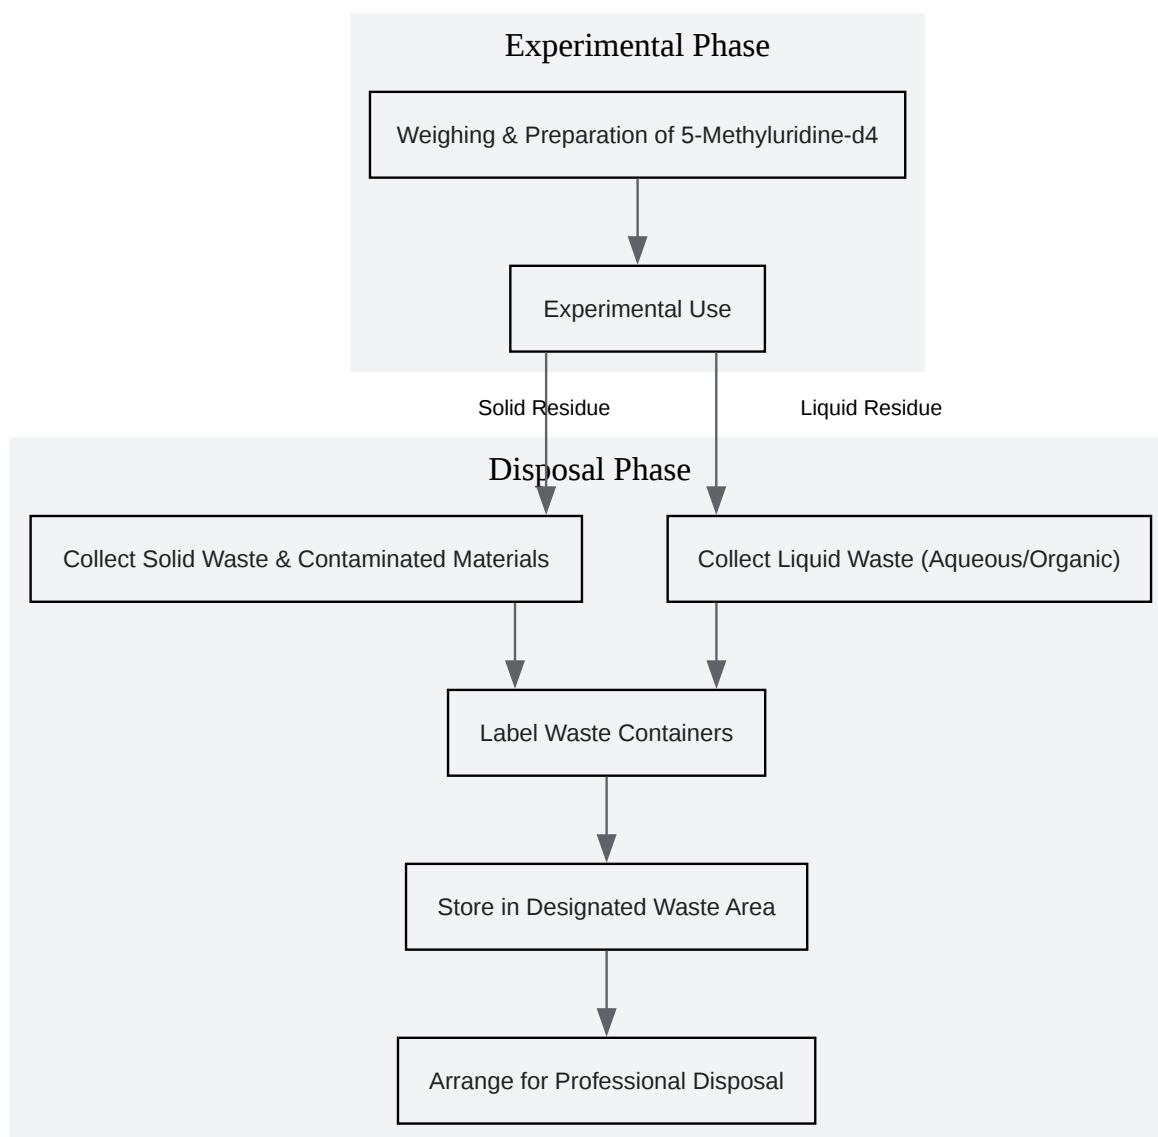 Experimental Phase
Weighing & Preparation of 5-Methyluridine-d4
Experimental Use
Solid Residue
Liquid Residue
Disposal Phase
Collect Solid Waste & Contaminated Materials
Collect Liquid Waste (Aqueous/Organic)
Label Waste Containers
Store in Designated Waste Area
Arrange for Professional Disposal